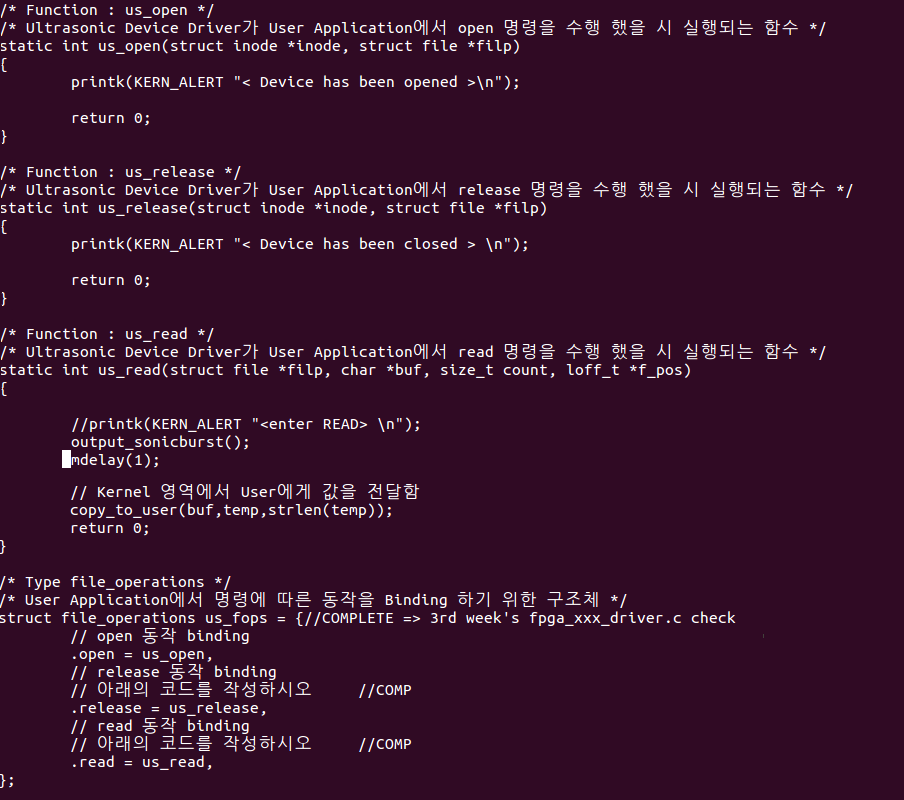 /* Function : us_open */
/* Ultrasonic Device Driver가 User Application에서 open 명령을 수행 했을 시 실행되는 함수 */
static int us_open(struct inode *inode, struct file *filp)
{
        printk(KERN_ALERT "< Device has been opened >\n");
        return 0;
}
/* Function : us_release */
/* Ultrasonic Device Driver가 User Application에서 release 명령을 수행 했을 시 실행되는 함수 */
static int us_release(struct inode *inode, struct file *filp)
{
        printk(KERN_ALERT "< Device has been closed > \n");
        return 0;
}
/* Function : us_read */
/* Ultrasonic Device Driver가 User Application에서 read 명령을 수행 했을 시 실행되는 함수 */
static int us_read(struct file *filp, char *buf, size_t count, loff_t *f_pos)
{
        //printk(KERN_ALERT "<enter READ> \n");
        output_sonicburst();
        mdelay(1);
        // Kernel 영역에서 User에게 값을 전달함
        copy_to_user(buf,temp,strlen(temp));
        return 0;
}
/* Type file_operations */
/* User Application에서 명령에 따른 동작을 Binding 하기 위한 구조체 */
struct file_operations us_fops = {//COMPLETE => 3rd week's fpga_xxx_driver.c check
        // open 동작 binding
        .open = us_open,
        // release 동작 binding
        // 아래의 코드를 작성하시오     //COMP
        .release = us_release,
        // read 동작 binding
        // 아래의 코드를 작성하시오     //COMP
        .read = us_read,
};